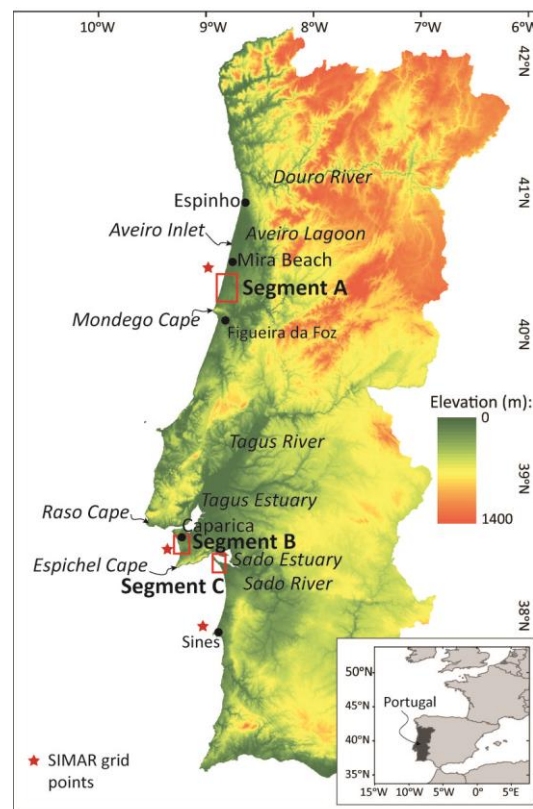 10°W
9°W
8°W
7°W
6°W
42°N
41°N
40°N
39°N
38°N
Douro River
Espinho
Aveiro Inlet
Aveiro Lagoon
Mira Beach
Segment A
Mondego Cape
Figueira da Foz
Elevation (m):
0
1400
Tagus River
Tagus Estuary
Raso Cape
Caparica
Segment B
Espichel Cape
Sado Estuary
Segment C
Sado River
Sines
SIMAR grid
points
50°N
45°N
40°N
35°N
Portugal
15°W
10°W
5°W
0°
5°E